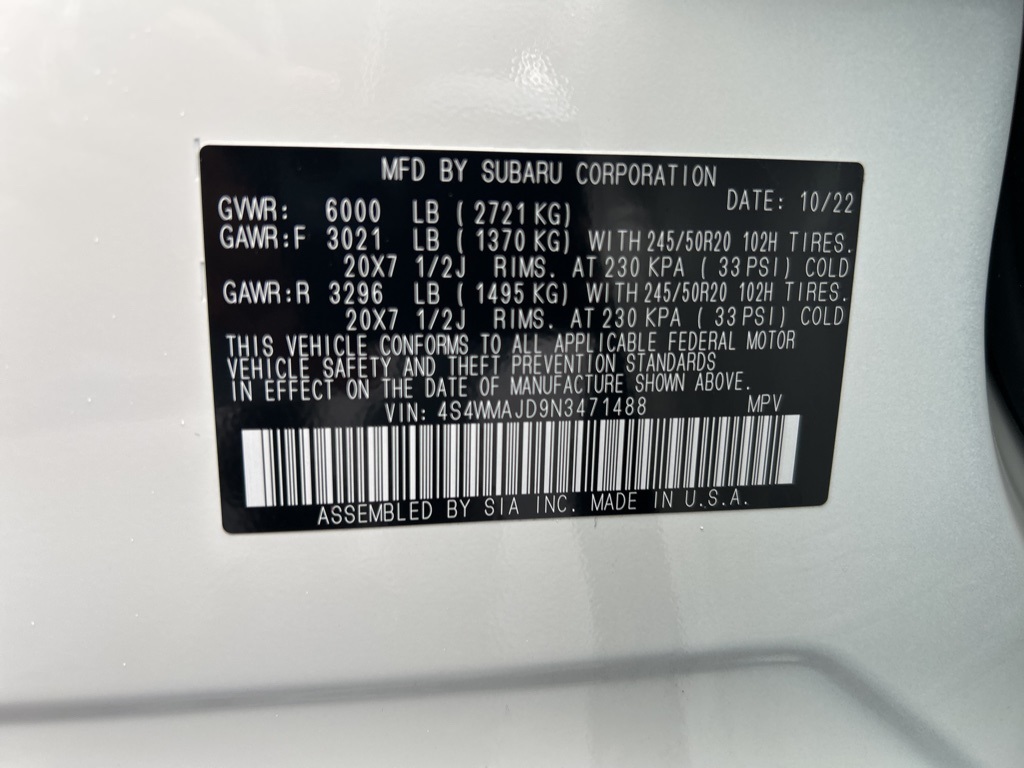 MFD BY SUBARU CORPORATION
DATE: 10/22
GVWR: 6000 LB ( 2721 KG)
GAWR:F 3021 LB ( 1370 KG) WITH 245/50R20 102H TIRES.
20X7 1/2J RIMS. AT 230 KPA ( 33 PSI) COLD
GAWR:R 3296 LB ( 1495 KG) WITH 245/50R20 102H TIRES.
20X7 1/2J RIMS. AT 230 KPA ( 33 PSI) COLD
THIS VEHICLE CONFORMS TO ALL APPLICABLE FEDERAL MOTOR
VEHICLE SAFETY AND THEFT PREVENTION STANDARDS
IN EFFECT ON THE DATE OF MANUFACTURE SHOWN ABOVE.
VIN: 4S4WMAJD9N3471488 MPV
ASSEMBLED BY SIA INC. MADE IN U.S.A.